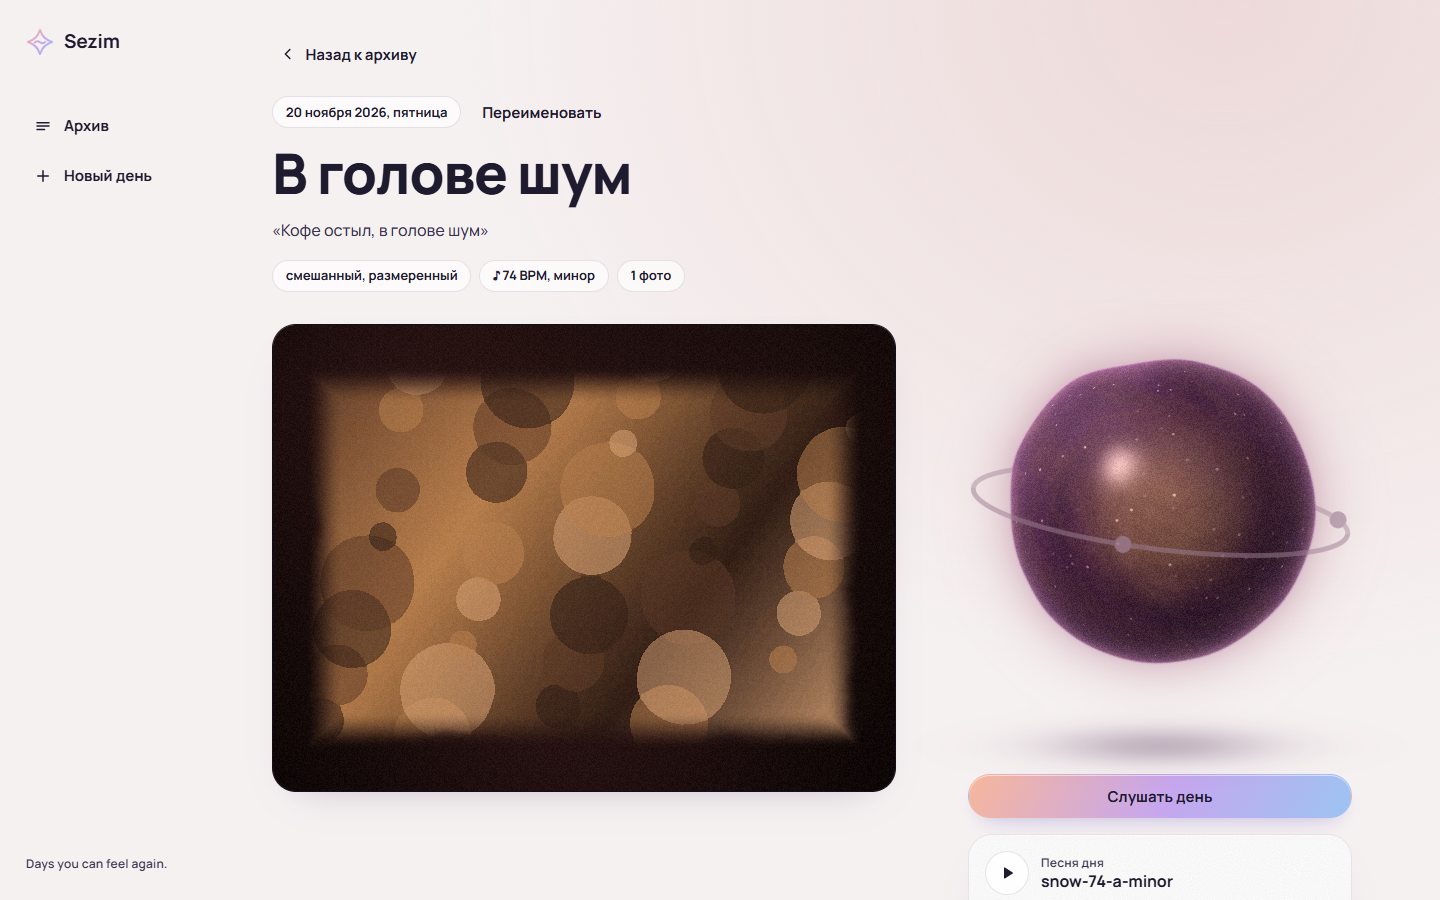 Sezim
Назад к архиву
20 ноября 2026, пятница
Переименовать
Архив
Новый день
В голове шум
«Кофе остыл, в голове шум»
смешанный, размеренный
♪ 74 BPM, минор
1 фото
Слушать день
Песня дня
snow-74-a-minor
Days you can feel again.